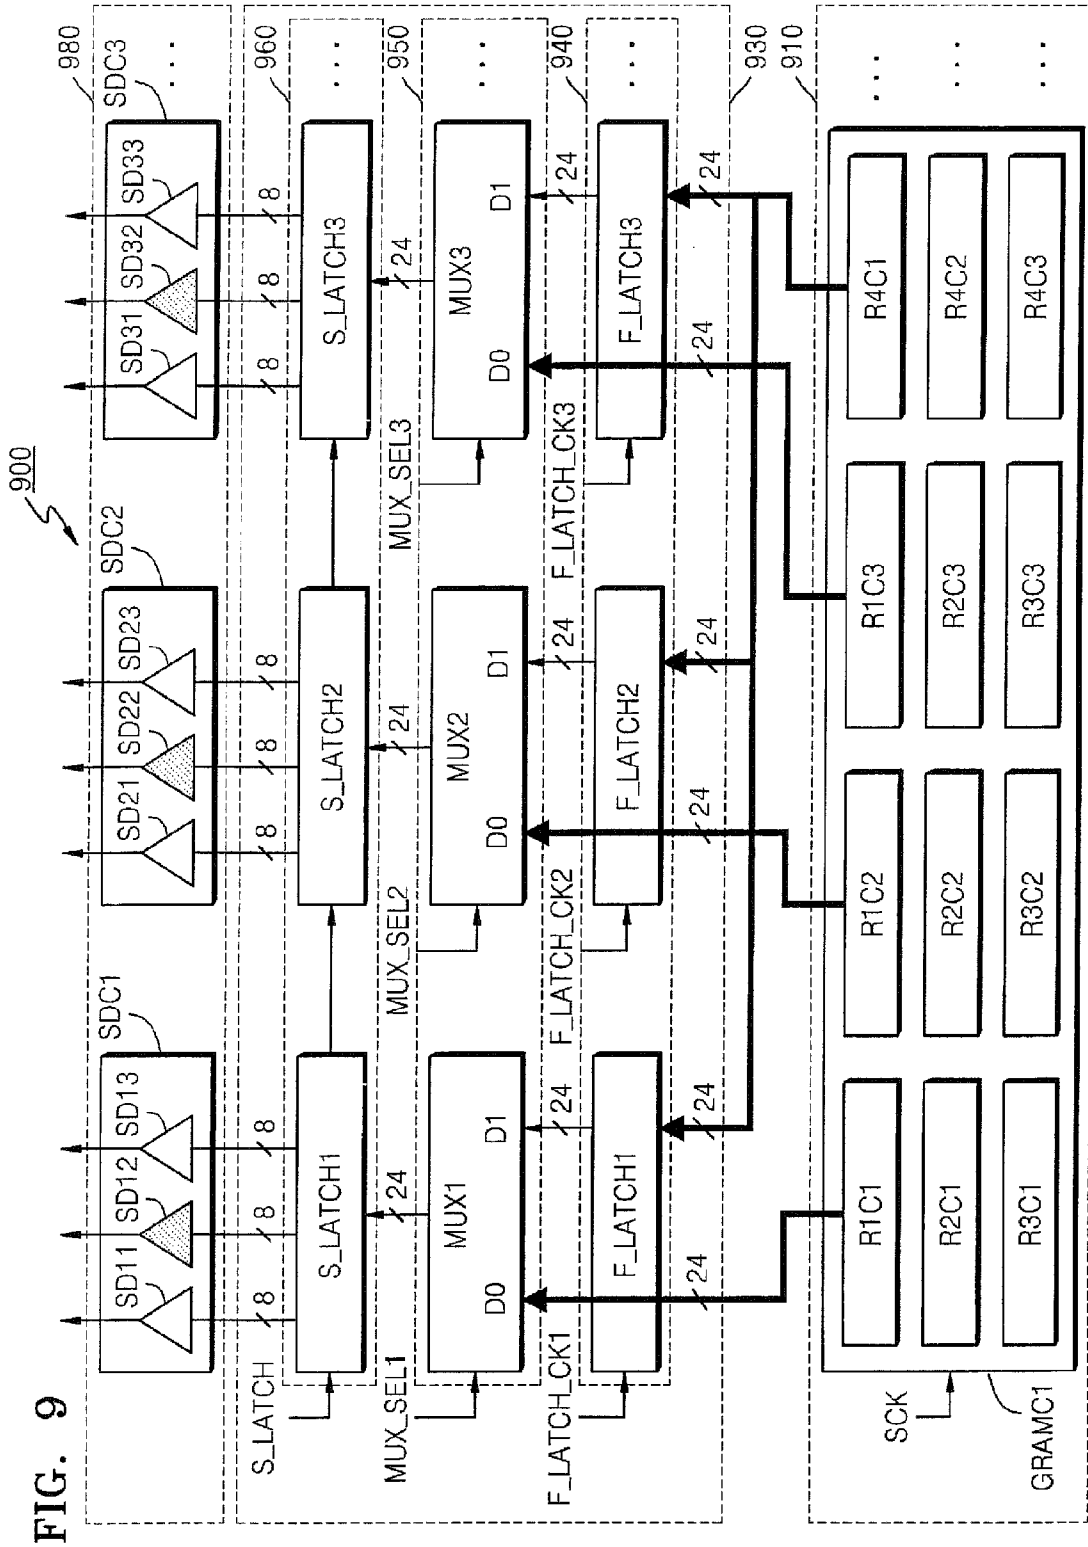 FIG. 9
900
980
SDC1
SDC2
SDC3
SD11 SD12 SD13
SD21 SD22 SD23
SD31 SD32 SD33
...
8 8 8
8 8 8
8 8 8
960
S_LATCH
S_LATCH1
S_LATCH2
S_LATCH3
...
24
24
24
950
MUX_SEL1
MUX_SEL2
MUX_SEL3
MUX1
MUX2
MUX3
...
D0 D1
D0 D1
D0 D1
24
24
24
940
F_LATCH_CK1
F_LATCH_CK2
F_LATCH_CK3
F_LATCH1
F_LATCH2
F_LATCH3
...
24 24
24 24
24 24
930
910
R1C1 R1C2 R1C3 R4C1 ...
R2C1 R2C2 R2C3 R4C2 ...
R3C1 R3C2 R3C3 R4C3 ...
SCK
GRAMC1